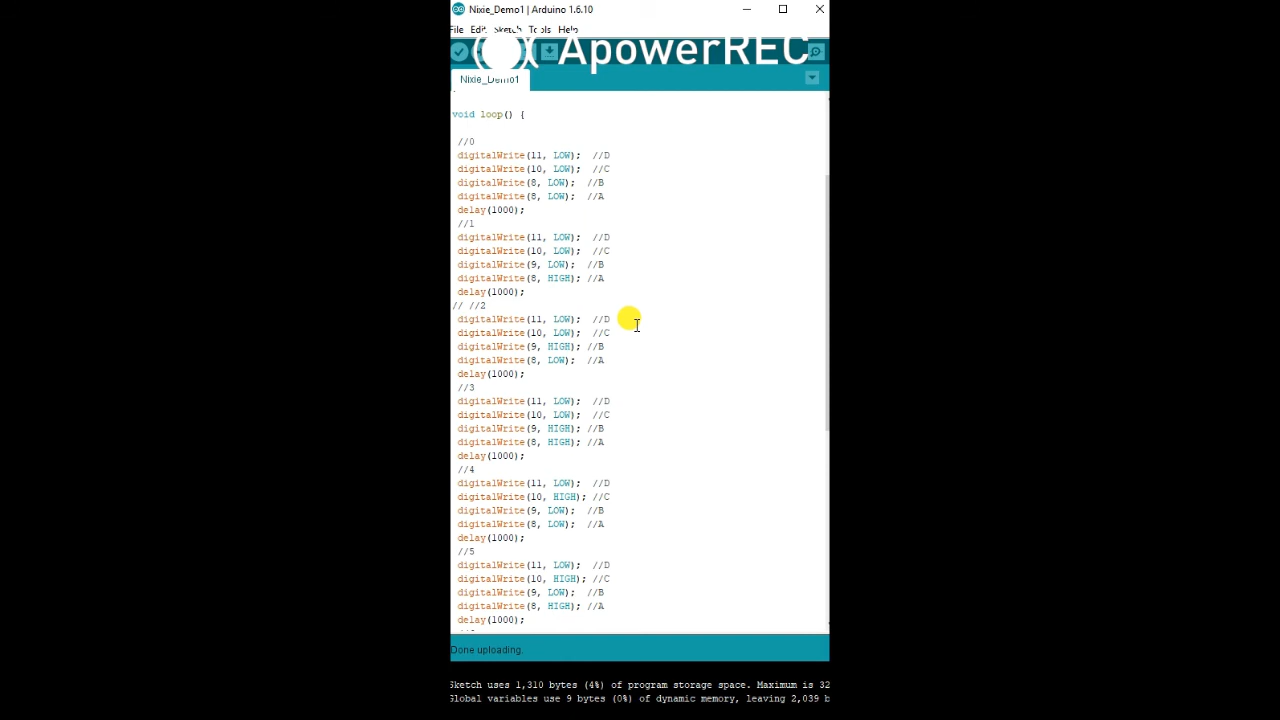 Nixie_Demo1 | Arduino 1.6.10
File Edit Sketch Tools Help
ApowerREC
Nixie_Demo1
void loop() {
//0
digitalWrite(11, LOW);  //D
digitalWrite(10, LOW);  //C
digitalWrite(8, LOW);  //B
digitalWrite(8, LOW);  //A
delay(1000);
//1
digitalWrite(11, LOW);  //D
digitalWrite(10, LOW);  //C
digitalWrite(9, LOW);  //B
digitalWrite(8, HIGH); //A
delay(1000);
// //2
digitalWrite(11, LOW);  //D
digitalWrite(10, LOW);  //C
digitalWrite(9, HIGH); //B
digitalWrite(8, LOW);  //A
delay(1000);
//3
digitalWrite(11, LOW);  //D
digitalWrite(10, LOW);  //C
digitalWrite(9, HIGH); //B
digitalWrite(8, HIGH); //A
delay(1000);
//4
digitalWrite(11, LOW);  //D
digitalWrite(10, HIGH); //C
digitalWrite(9, LOW);  //B
digitalWrite(8, LOW);  //A
delay(1000);
//5
digitalWrite(11, LOW);  //D
digitalWrite(10, HIGH); //C
digitalWrite(9, LOW);  //B
digitalWrite(8, HIGH); //A
delay(1000);
Done uploading.
Sketch uses 1,310 bytes (4%) of program storage space. Maximum is 32
Global variables use 9 bytes (0%) of dynamic memory, leaving 2,039 b